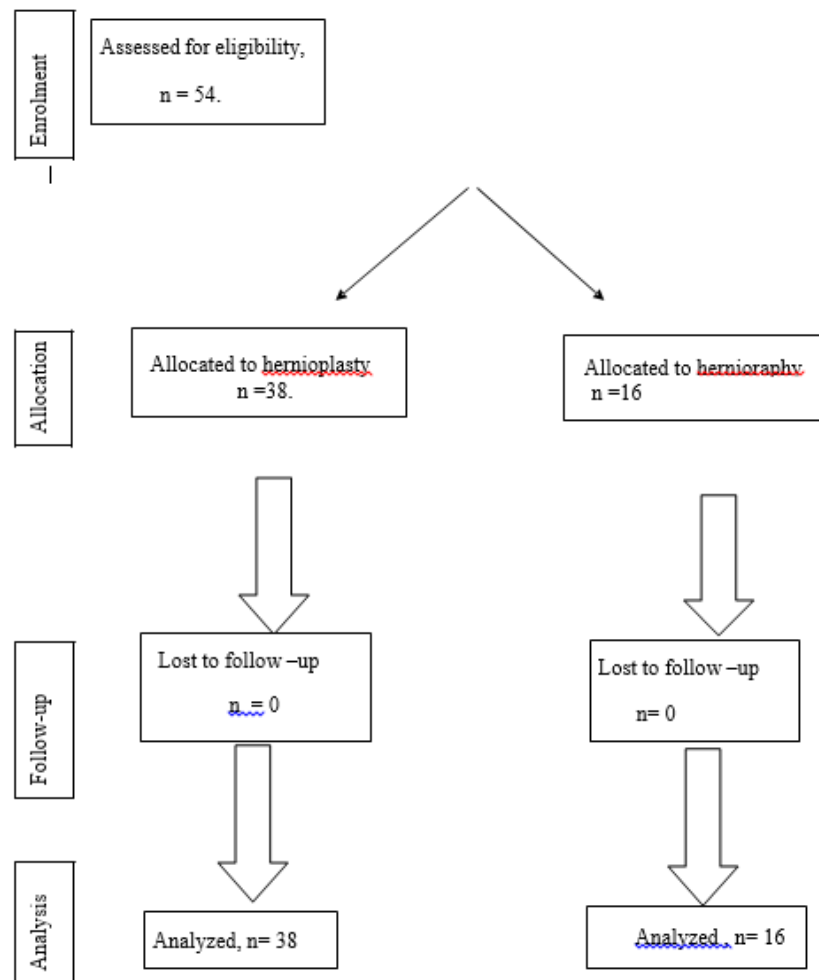 Enrolment
Assessed for eligibility,
n = 54.
Allocation
Allocated to hernioplasty
n =38.
Allocated to hernioraphy
n =16
Follow-up
Lost to follow –up
n = 0
Lost to follow –up
n= 0
Analysis
Analyzed, n= 38
Analyzed , n= 16